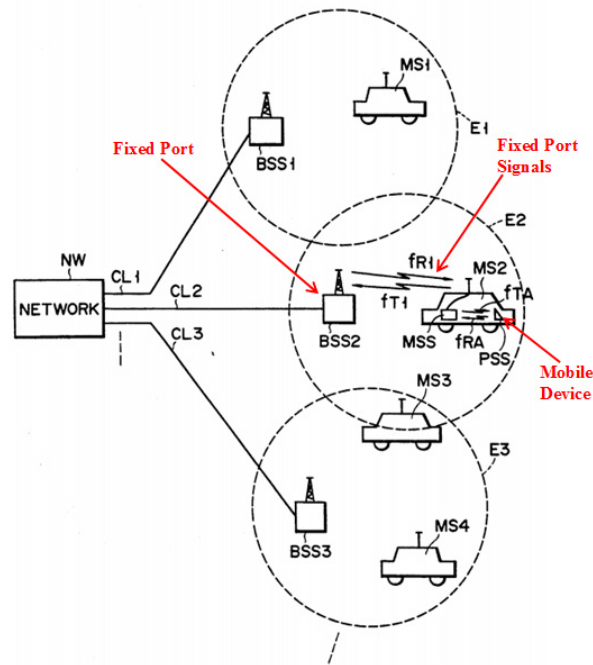 MS1
E1
BSS1
Fixed Port
Fixed Port
Signals
E2
NW
NETWORK
CL1
CL2
CL3
fR1
fT1
MS2
fTA
BSS2
MSS
fRA
PSS
Mobile
Device
MS3
E3
BSS3
MS4